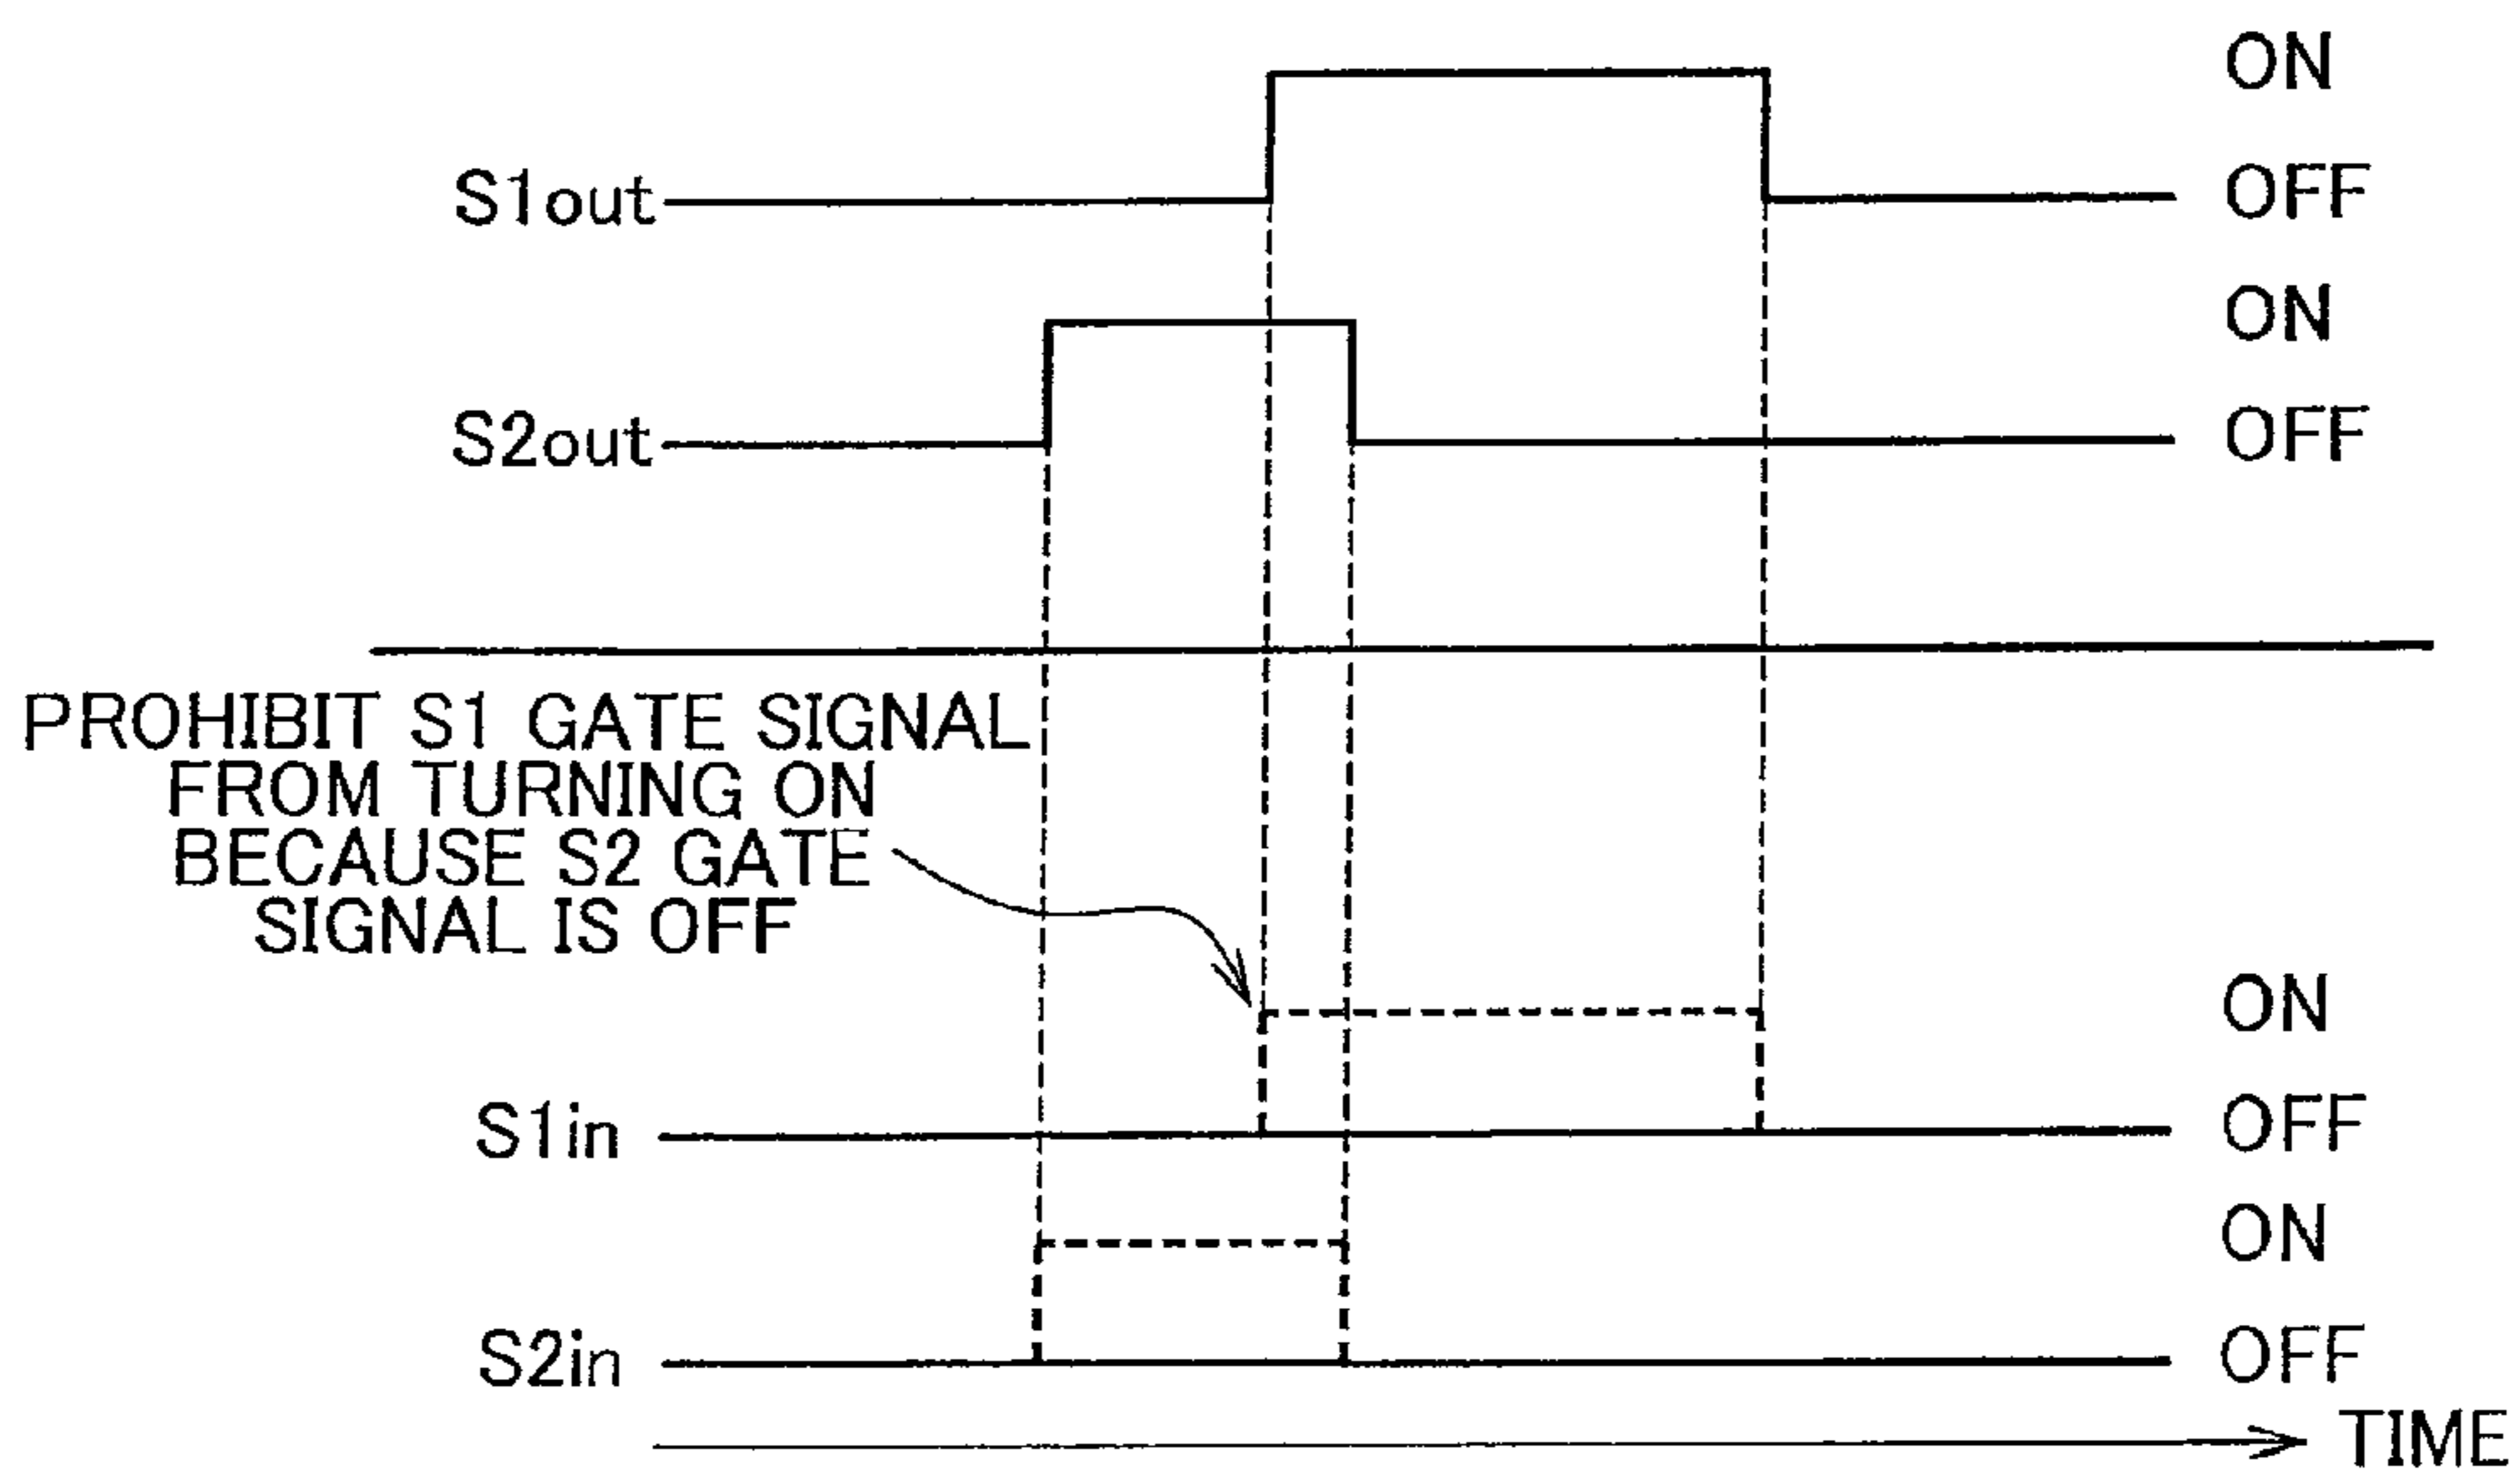 ON
S1out
OFF
ON
S2out
OFF
PROHIBIT S1 GATE SIGNAL
FROM TURNING ON
BECAUSE S2 GATE
SIGNAL IS OFF
ON
S1in
OFF
ON
S2in
OFF
TIME